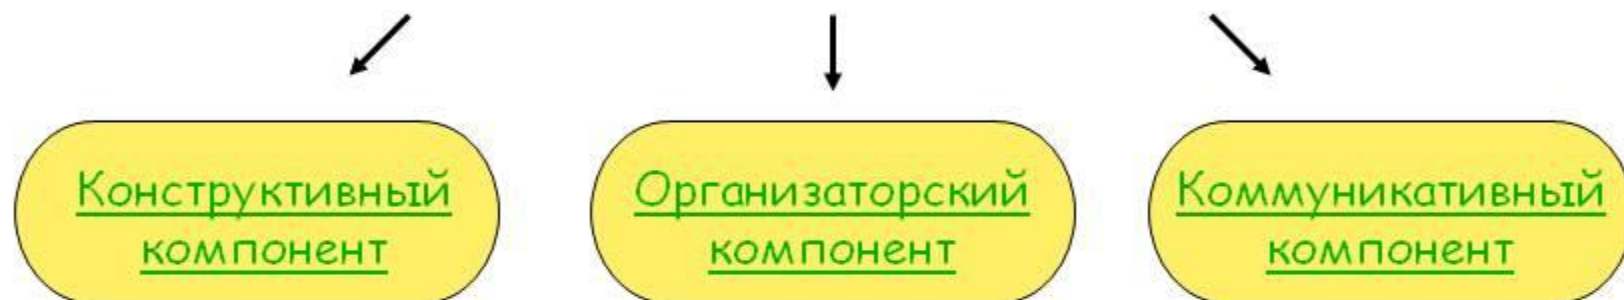 Конструктивный
компонент
Организаторский
компонент
Коммуникативный
компонент